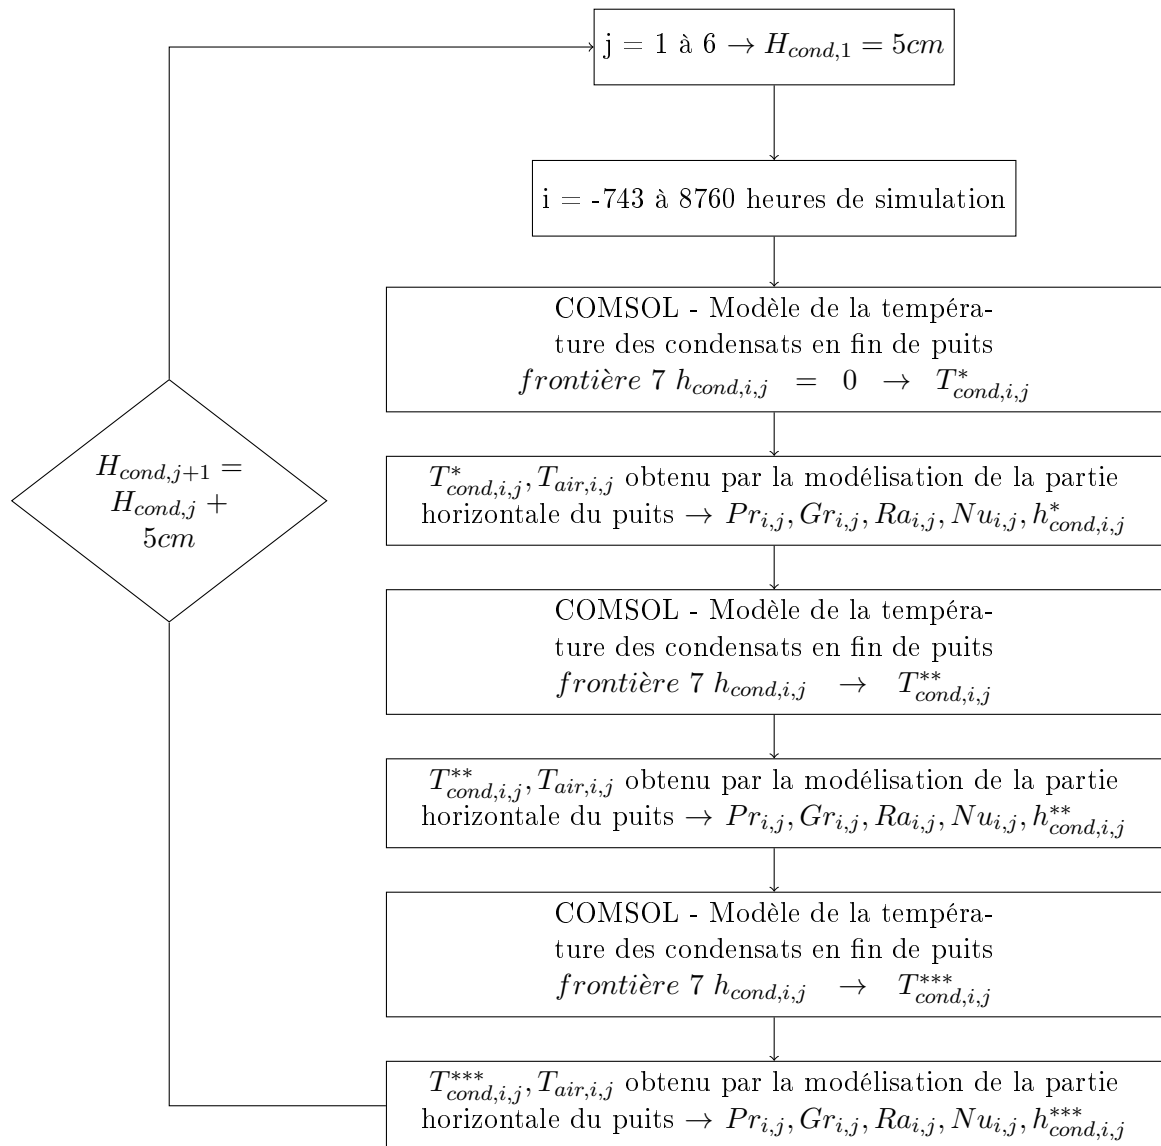 j = 1 à 6 → H_{cond,1} = 5cm
i = -743 à 8760 heures de simulation
COMSOL - Modèle de la tempéra-
ture des condensats en fin de puits
frontière 7 h_{cond,i,j} = 0 → T^{*}_{cond,i,j}
T^{*}_{cond,i,j}, T_{air,i,j} obtenu par la modélisation de la partie
horizontale du puits → Pr_{i,j}, Gr_{i,j}, Ra_{i,j}, Nu_{i,j}, h^{*}_{cond,i,j}
COMSOL - Modèle de la tempéra-
ture des condensats en fin de puits
frontière 7 h_{cond,i,j} → T^{**}_{cond,i,j}
T^{**}_{cond,i,j}, T_{air,i,j} obtenu par la modélisation de la partie
horizontale du puits → Pr_{i,j}, Gr_{i,j}, Ra_{i,j}, Nu_{i,j}, h^{**}_{cond,i,j}
COMSOL - Modèle de la tempéra-
ture des condensats en fin de puits
frontière 7 h_{cond,i,j} → T^{***}_{cond,i,j}
T^{***}_{cond,i,j}, T_{air,i,j} obtenu par la modélisation de la partie
horizontale du puits → Pr_{i,j}, Gr_{i,j}, Ra_{i,j}, Nu_{i,j}, h^{***}_{cond,i,j}
H_{cond,j+1} =
H_{cond,j} +
5cm